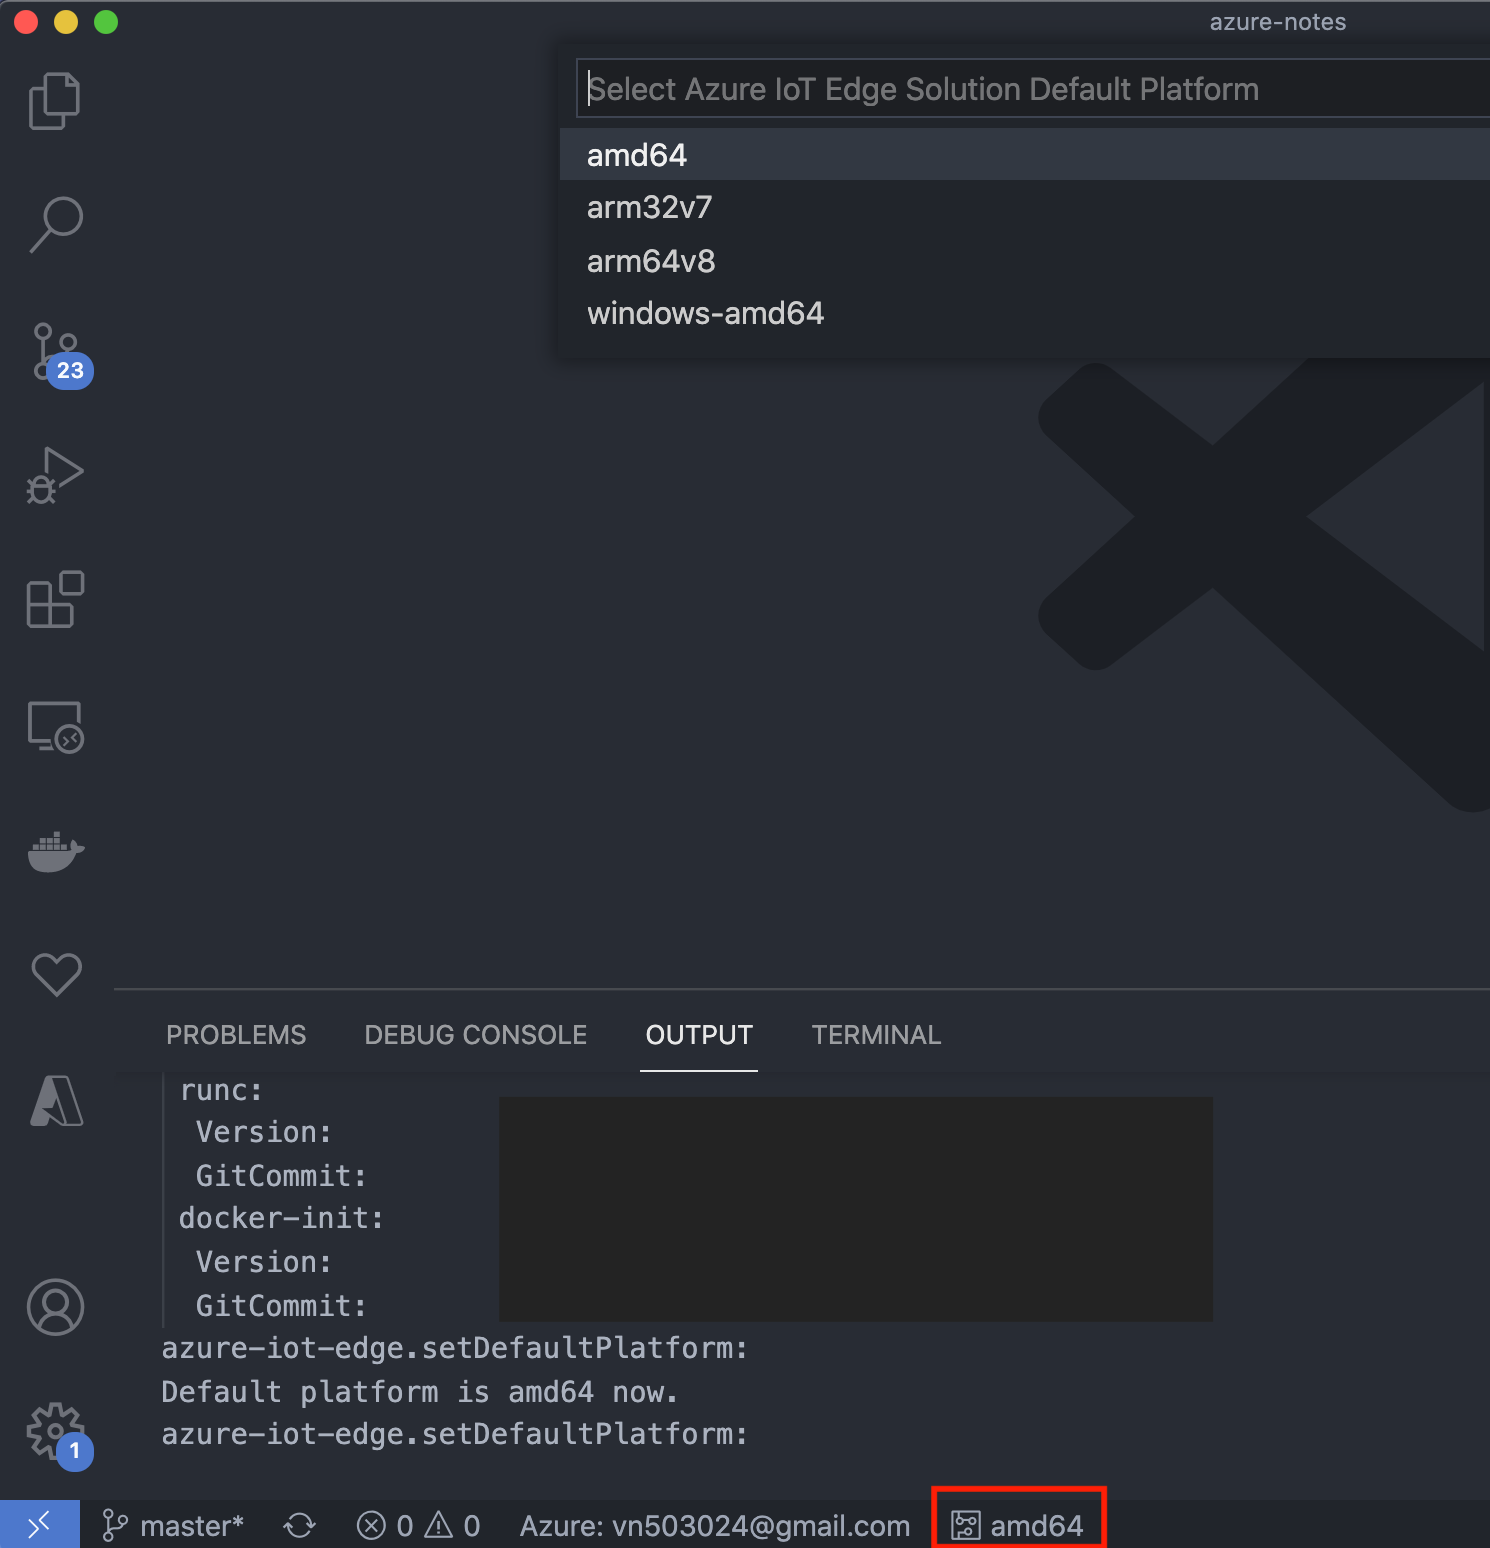 azure-notes
Select Azure IoT Edge Solution Default Platform
amd64
arm32v7
arm64v8
windows-amd64
23
PROBLEMS DEBUG CONSOLE OUTPUT TERMINAL
runc:
Version:
GitCommit:
docker-init:
Version:
GitCommit:
azure-iot-edge.setDefaultPlatform:
Default platform is amd64 now.
azure-iot-edge.setDefaultPlatform:
1
master* 0 0 Azure: vn503024@gmail.com amd64